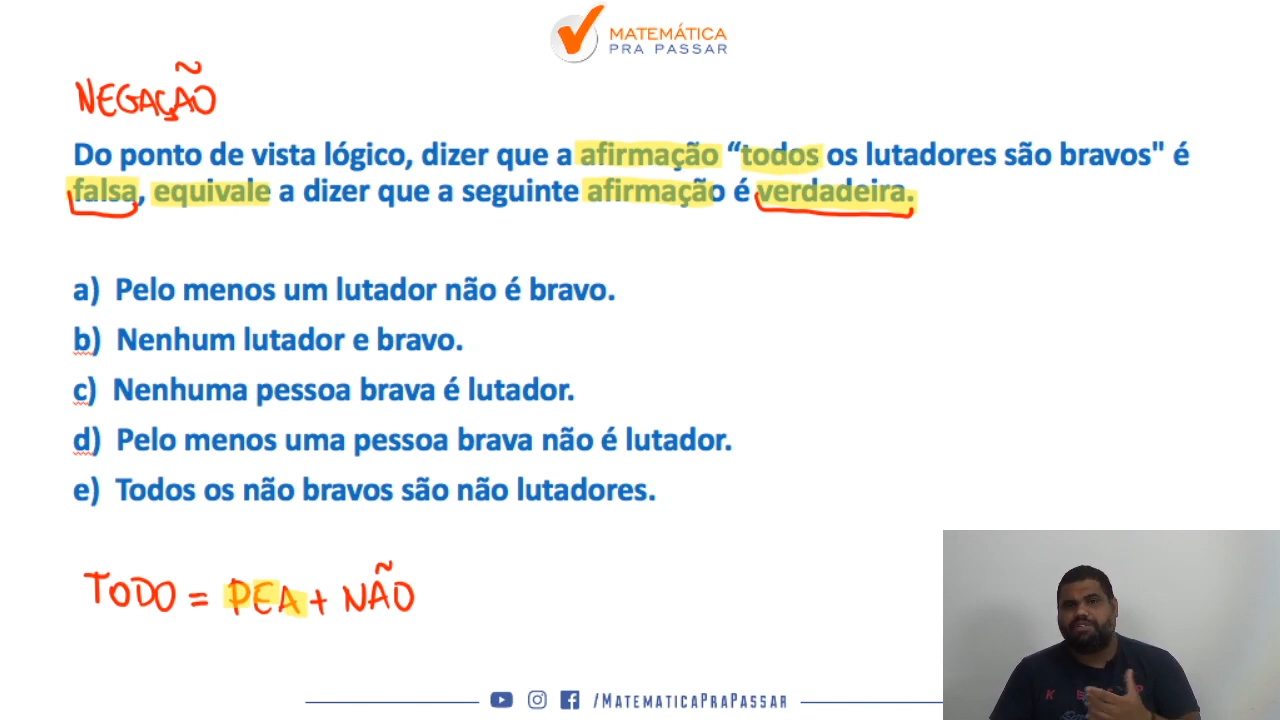 MATEMÁTICA
PRA PASSAR
NEGAÇÃO
Do ponto de vista lógico, dizer que a afirmação “todos os lutadores são bravos" é
falsa, equivale a dizer que a seguinte afirmação é verdadeira.
a) Pelo menos um lutador não é bravo.
b) Nenhum lutador e bravo.
c) Nenhuma pessoa brava é lutador.
d) Pelo menos uma pessoa brava não é lutador.
e) Todos os não bravos são não lutadores.
TODO = PEA + NÃO
/MATEMATICAPRAPASSAR